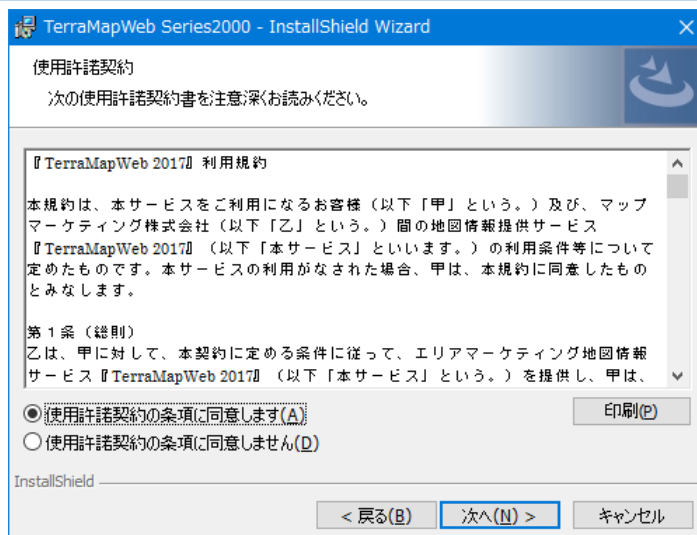 TerraMapWeb Series2000 - InstallShield Wizard
使用許諾契約
次の使用許諾契約書を注意深くお読みください。
『TerraMapWeb 2017』利用規約
本規約は、本サービスをご利用になるお客様（以下「甲」という。）及び、マップ
マーケティング株式会社（以下「乙」という。）間の地図情報提供サービス
『TerraMapWeb 2017』（以下「本サービス」といいます。）の利用条件等について
定めたものです。本サービスの利用がなされた場合、甲は、本規約に同意したもの
とみなします。
第1条（総則）
乙は、甲に対して、本契約に定める条件に従って、エリアマーケティング地図情報
サービス『TerraMapWeb 2017』（以下「本サービス」という。）を提供し、甲は、
使用許諾契約の条項に同意します(A)
印刷(P)
使用許諾契約の条項に同意しません(D)
InstallShield
< 戻る(B)
次へ(N) >
キャンセル